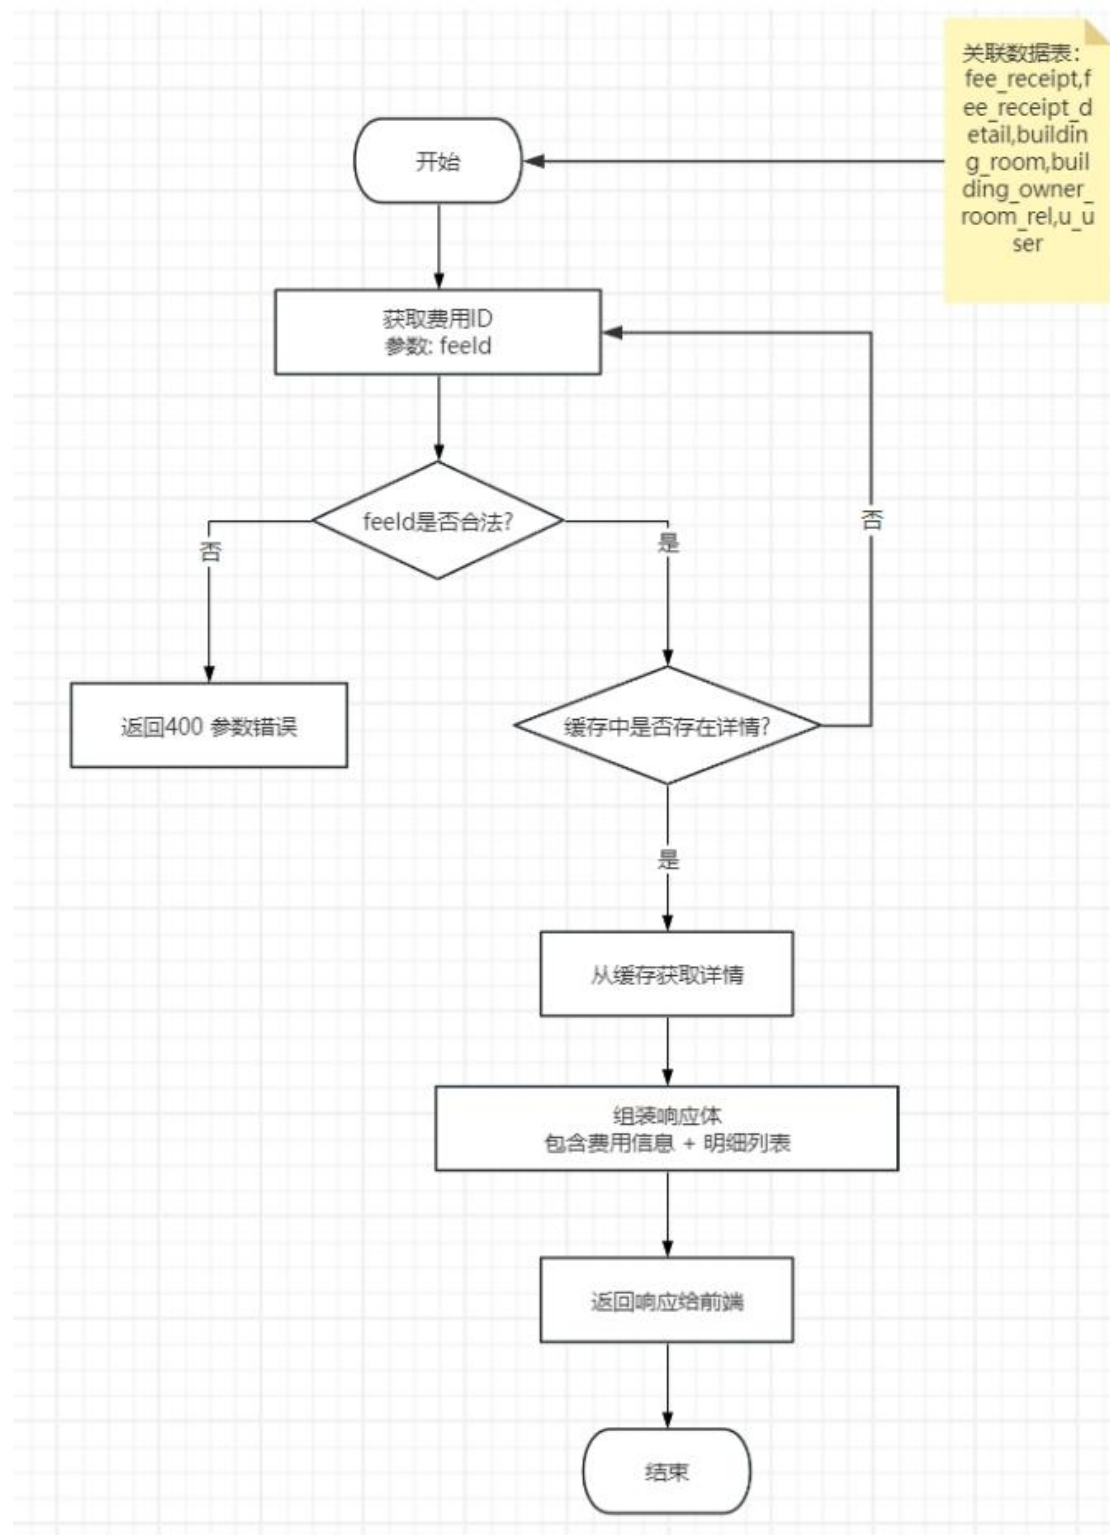 关联数据表：
fee_receipt,f
ee_receipt_d
etail,buildin
g_room,buil
ding_owner_
room_rel,u_u
ser
开始
获取费用ID
参数: feeId
feeId是否合法?
否
是
否
返回400 参数错误
缓存中是否存在详情?
是
从缓存获取详情
组装响应体
包含费用信息 + 明细列表
返回响应给前端
结束